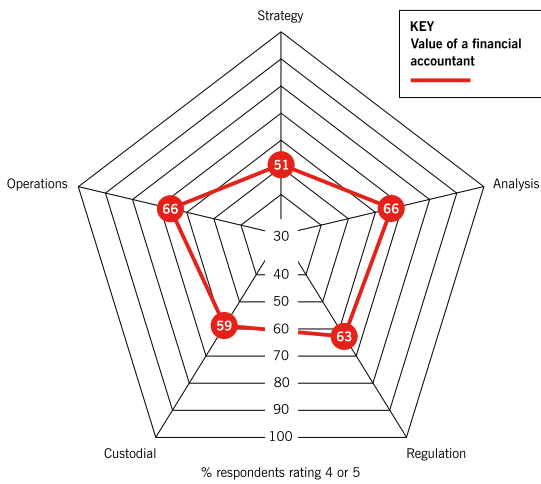 Strategy
KEY
Value of a financial
accountant
51
Operations
66
66
Analysis
30
40
50
59
60
63
70
80
90
100
Custodial
Regulation
% respondents rating 4 or 5